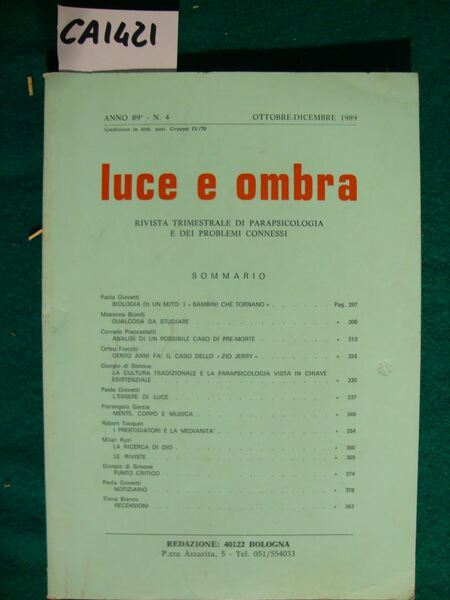 CA1421
ANNO 89° - N. 4 OTTOBRE-DICEMBRE 1989
Spedizione in Abb. post. Gruppo IV/70
luce e ombra
RIVISTA TRIMESTRALE DI PARAPSICOLOGIA
E DEI PROBLEMI CONNESSI
SOMMARIO
Paola Giovetti
BIOLOGIA DI UN MITO: I « BAMBINI CHE TORNANO » Pag. 297
Massimo Biondi
QUALCOSA DA STUDIARE » 306
Corrado Piancastelli
ANALISI DI UN POSSIBILE CASO DI PRE-MORTE » 313
Orfeo Fiocchi
CENTO ANNI FA: IL CASO DELLO « ZIO JERRY » » 324
Giorgio di Simone
LA CULTURA TRADIZIONALE E LA PARAPSICOLOGIA VISTA IN CHIAVE
ESISTENZIALE » 330
Paola Giovetti
L'ESSERE DI LUCE » 337
Pierangelo Garzia
MENTE, CORPO E MUSICA »
Robert Tocquet
I PRESTIGIATORI E LA MEDIANITA' » 354
Milan Ryzl
LA RICERCA DI DIO » 360
LE RIVISTE »
Giorgio di Simone
PUNTO CRITICO » 374
Paola Giovetti
NOTIZIARIO » 378
Elena Bianco
RECENSIONI » 383
REDAZIONE: 40122 BOLOGNA
P.zza Azzarita, 5 - Tel. 051/554033